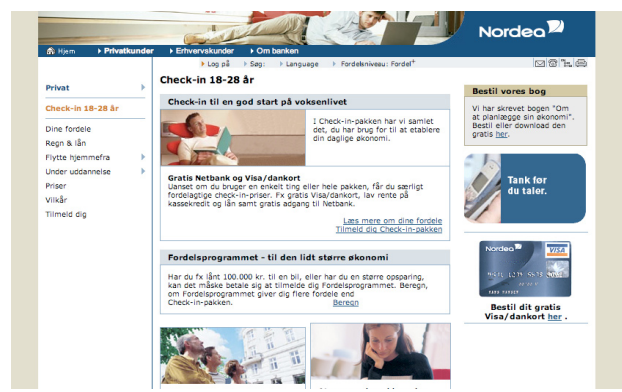 Nordea
Hjem
Privatkunder
Erhvervskunder
Om banken
Log på
Søg:
Language
Fordelsniveau: Fordel+
Privat
Check-in 18-28 år
Dine fordele
Regn & lån
Flytte hjemmefra
Under uddannelse
Priser
Vilkår
Tilmeld dig
Check-in 18-28 år
Check-in til en god start på voksenlivet
I Check-in-pakken har vi samlet
det, du har brug for til at etablere
din daglige økonomi.
Gratis Netbank og Visa/dankort
Uanset om du bruger en enkelt ting eller hele pakken, får du særligt
fordelagtige check-in-priser. Fx gratis Visa/dankort, lav rente på
kassekredit og lån samt gratis adgang til Netbank.
Læs mere om dine fordele
Tilmeld dig Check-in-pakken
Fordelsprogrammet - til den lidt større økonomi
Har du fx lånt 100.000 kr. til en bil, eller har du en større opsparing,
kan det måske betale sig at tilmelde dig Fordelsprogrammet. Beregn,
om Fordelsprogrammet giver dig flere fordele end
Check-in-pakken. Beregn
Bestil vores bog
Vi har skrevet bogen "Om
at planlægge sin økonomi".
Bestil eller download den
gratis her.
Tank før
du taler.
Nordea
VISA
Bestil dit gratis
Visa/dankort her .